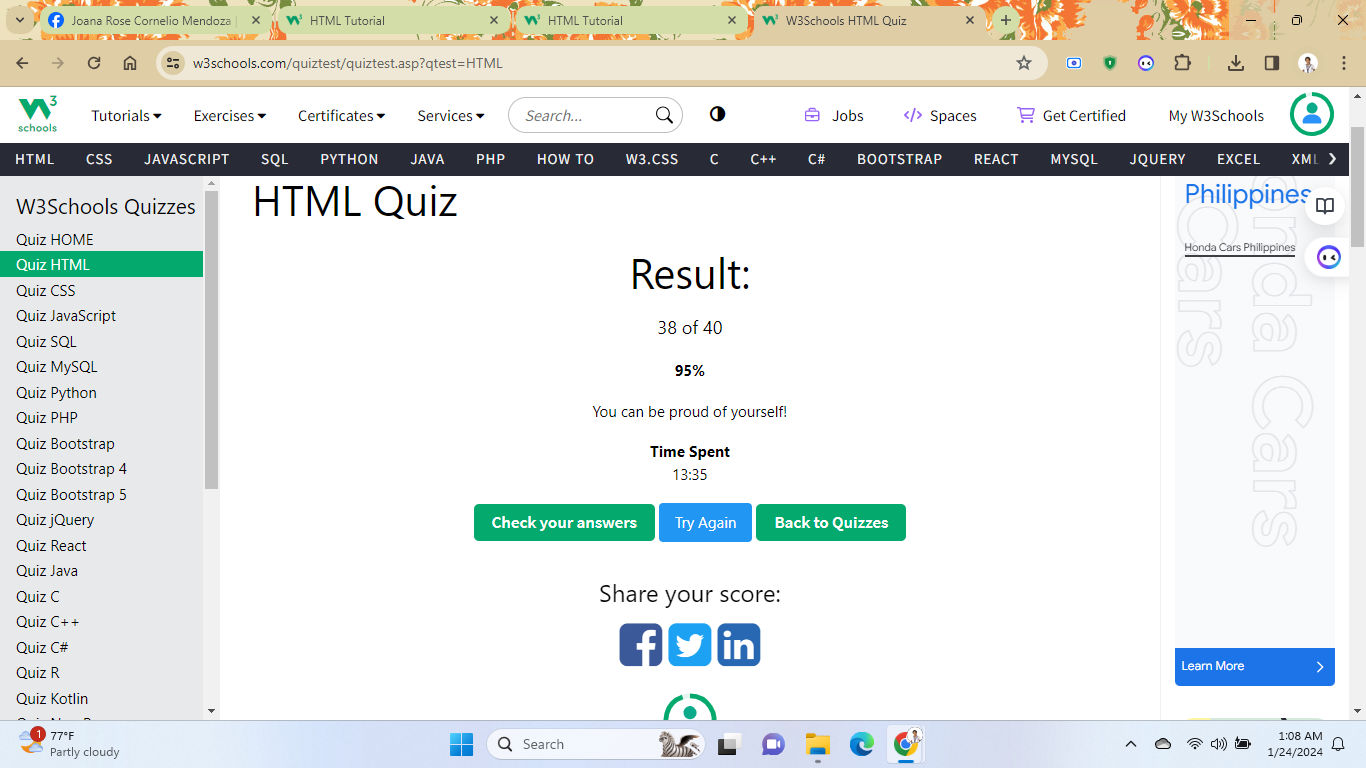 Joana Rose Cornelio Mendoza |
HTML Tutorial
HTML Tutorial
W3Schools HTML Quiz
w3schools.com/quiztest/quiztest.asp?qtest=HTML
W3
schools
Tutorials
Exercises
Certificates
Services
Search...
Jobs
Spaces
Get Certified
My W3Schools
HTML CSS JAVASCRIPT SQL PYTHON JAVA PHP HOW TO W3.CSS C C++ C# BOOTSTRAP REACT MYSQL JQUERY EXCEL XML
W3Schools Quizzes
Quiz HOME
Quiz HTML
Quiz CSS
Quiz JavaScript
Quiz SQL
Quiz MySQL
Quiz Python
Quiz PHP
Quiz Bootstrap
Quiz Bootstrap 4
Quiz Bootstrap 5
Quiz jQuery
Quiz React
Quiz Java
Quiz C
Quiz C++
Quiz C#
Quiz R
Quiz Kotlin
HTML Quiz
Result:
38 of 40
95%
You can be proud of yourself!
Time Spent
13:35
Check your answers
Try Again
Back to Quizzes
Share your score:
Philippines
Honda Cars Philippines
onda Cars
Cars
Learn More
1
77°F
Partly cloudy
Search
1:08 AM
1/24/2024